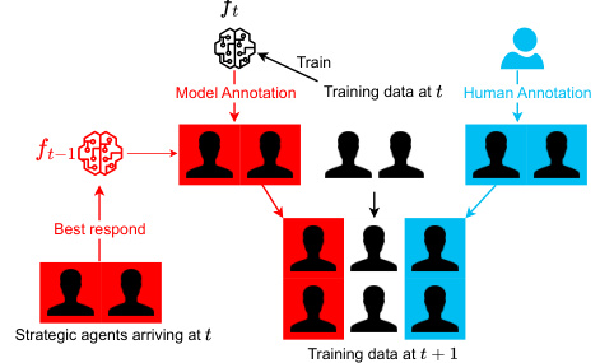 f_t
Train
Model Annotation
Training data at t
Human Annotation
f_{t−1}
Best respond
Strategic agents arriving at t
Training data at t + 1